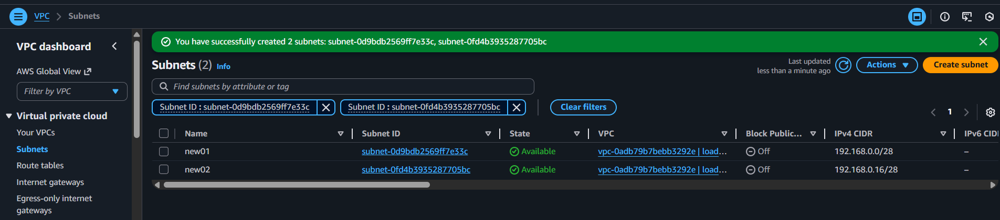 VPC
Subnets
You have successfully created 2 subnets: subnet-0d9bdb2569ff7e33c, subnet-0fd4b3935287705bc
VPC dashboard
AWS Global View
Filter by VPC
Virtual private cloud
Your VPCs
Subnets
Route tables
Internet gateways
Egress-only internet
gateways
Subnets (2) Info
Last updated
less than a minute ago
Actions
Create subnet
Find subnets by attribute or tag
Subnet ID : subnet-0d9bdb2569ff7e33c
Subnet ID : subnet-0fd4b3935287705bc
Clear filters
1
Name Subnet ID State VPC Block Public... IPv4 CIDR IPv6 CIDI
new01 subnet-0d9bdb2569ff7e33c Available vpc-0adb79b7bebb3292e | load... Off 192.168.0.0/28 –
new02 subnet-0fd4b3935287705bc Available vpc-0adb79b7bebb3292e | load... Off 192.168.0.16/28 –